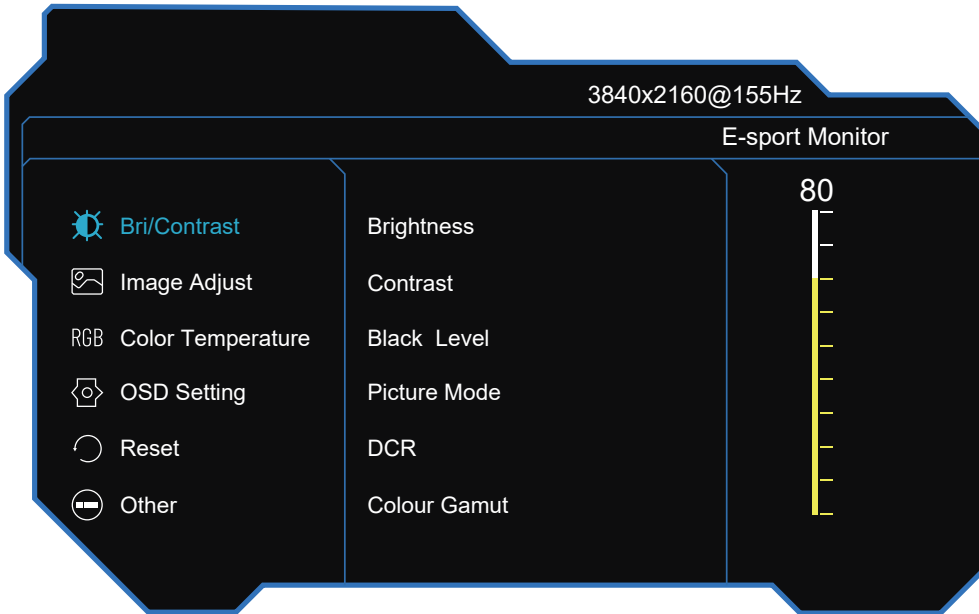 3840x2160@155Hz
E-sport Monitor
80
Bri/Contrast
Image Adjust
RGB Color Temperature
OSD Setting
Reset
Other
Brightness
Contrast
Black Level
Picture Mode
DCR
Colour Gamut